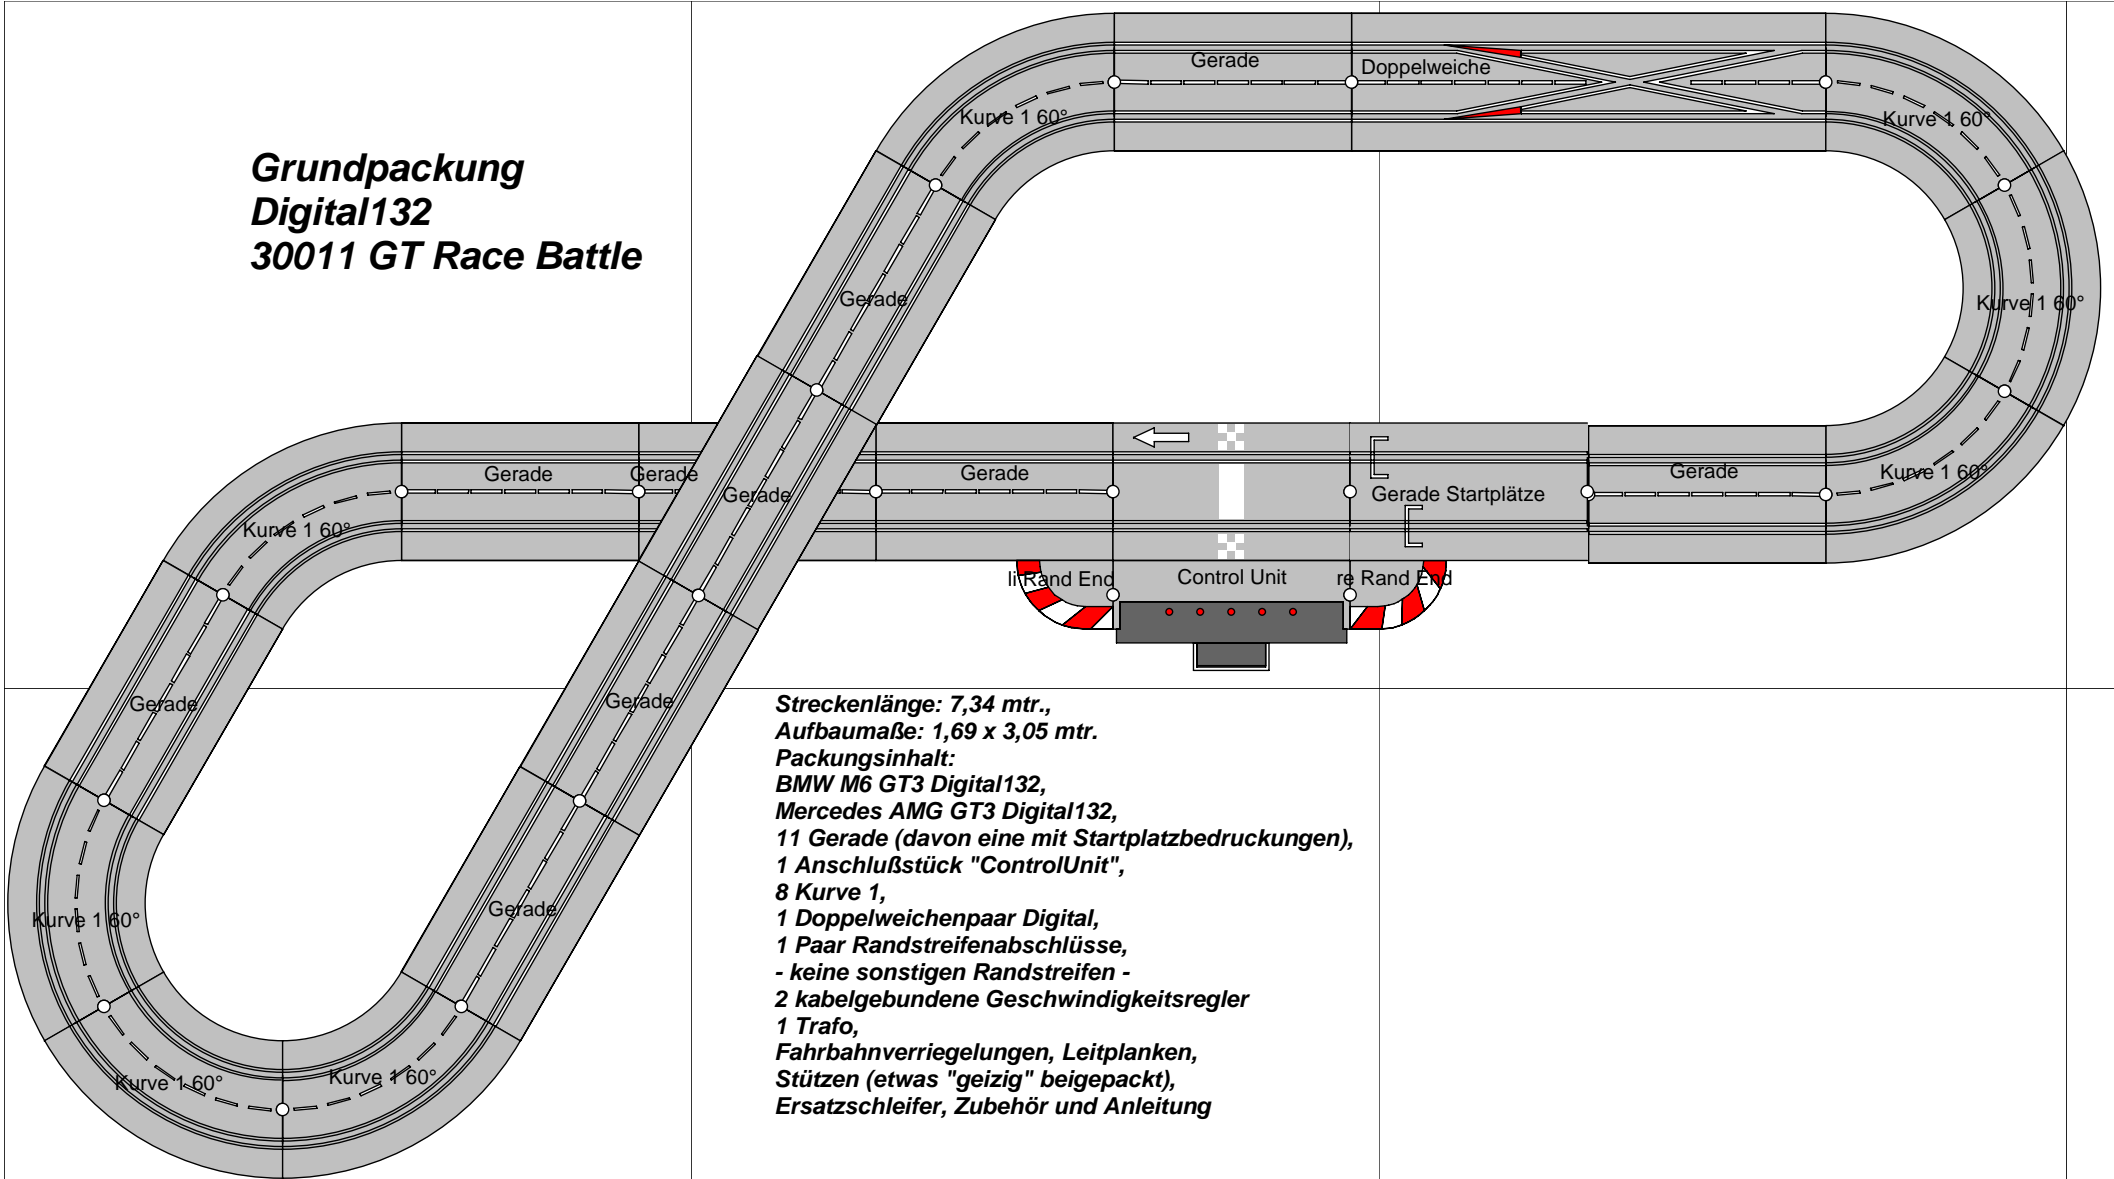 Grundpackung
Digital132
30011 GT Race Battle
Gerade
Doppelweiche
Kurve 1 60°
Kurve 1 60°
Gerade
Kurve 1 60°
Gerade
Gerade
Gerade
Gerade
Gerade Startplätze
Gerade
Kurve 1 60°
Kurve 1 60°
li Rand End
Control Unit
re Rand End
Gerade
Gerade
Gerade
Kurve 1 60°
Kurve 1 60°
Kurve 1 60°
Streckenlänge: 7,34 mtr.,
Aufbaumaße: 1,69 x 3,05 mtr.
Packungsinhalt:
BMW M6 GT3 Digital132,
Mercedes AMG GT3 Digital132,
11 Gerade (davon eine mit Startplatzbedruckungen),
1 Anschlußstück "ControlUnit",
8 Kurve 1,
1 Doppelweichenpaar Digital,
1 Paar Randstreifenabschlüsse,
- keine sonstigen Randstreifen -
2 kabelgebundene Geschwindigkeitsregler
1 Trafo,
Fahrbahnverriegelungen, Leitplanken,
Stützen (etwas "geizig" beigepackt),
Ersatzschleifer, Zubehör und Anleitung